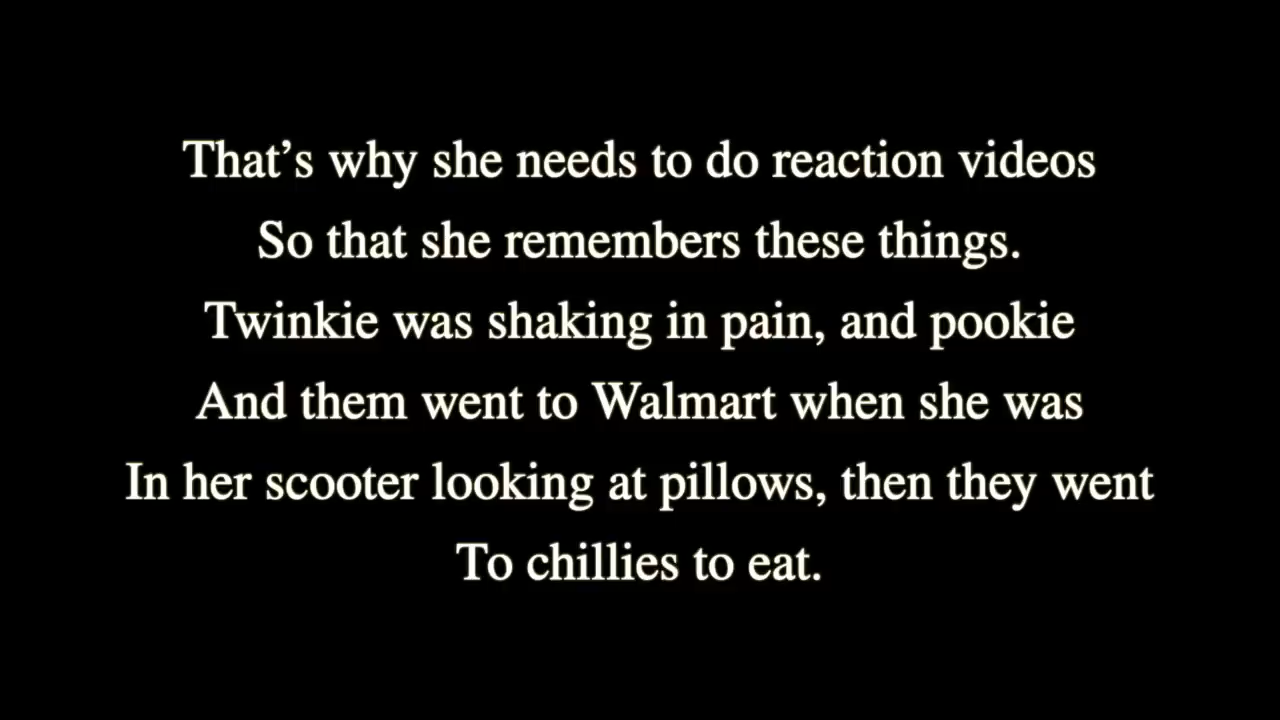 That’s why she needs to do reaction videos
So that she remembers these things.
Twinkie was shaking in pain, and pookie
And them went to Walmart when she was
In her scooter looking at pillows, then they went
To chillies to eat.